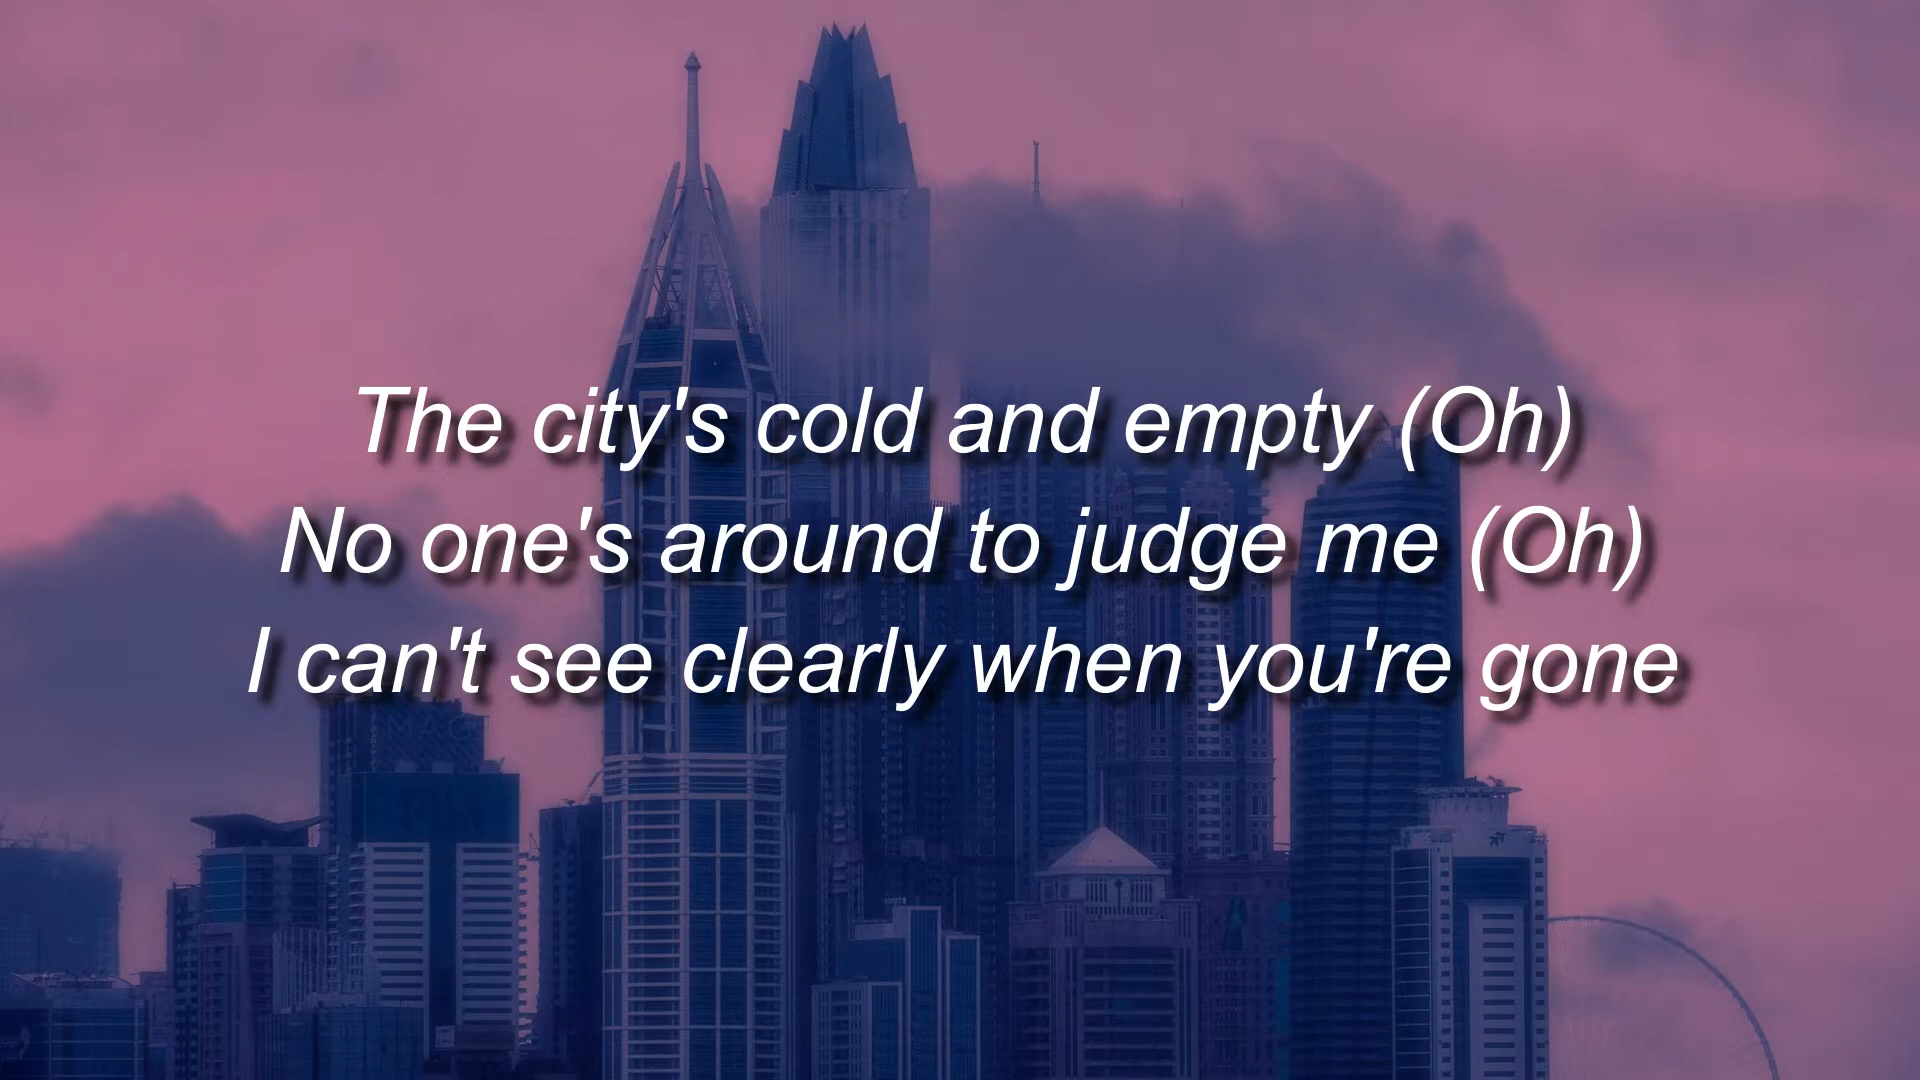 The city's cold and empty (Oh)
No one's around to judge me (Oh)
I can't see clearly when you're gone